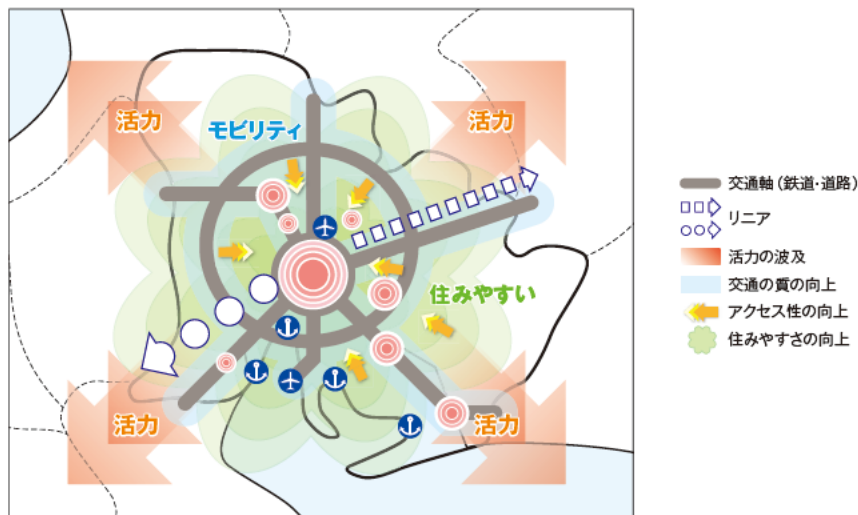 活力
活力
モビリティ
住みやすい
活力
活力
交通軸（鉄道・道路）
リニア
活力の波及
交通の質の向上
アクセス性の向上
住みやすさの向上